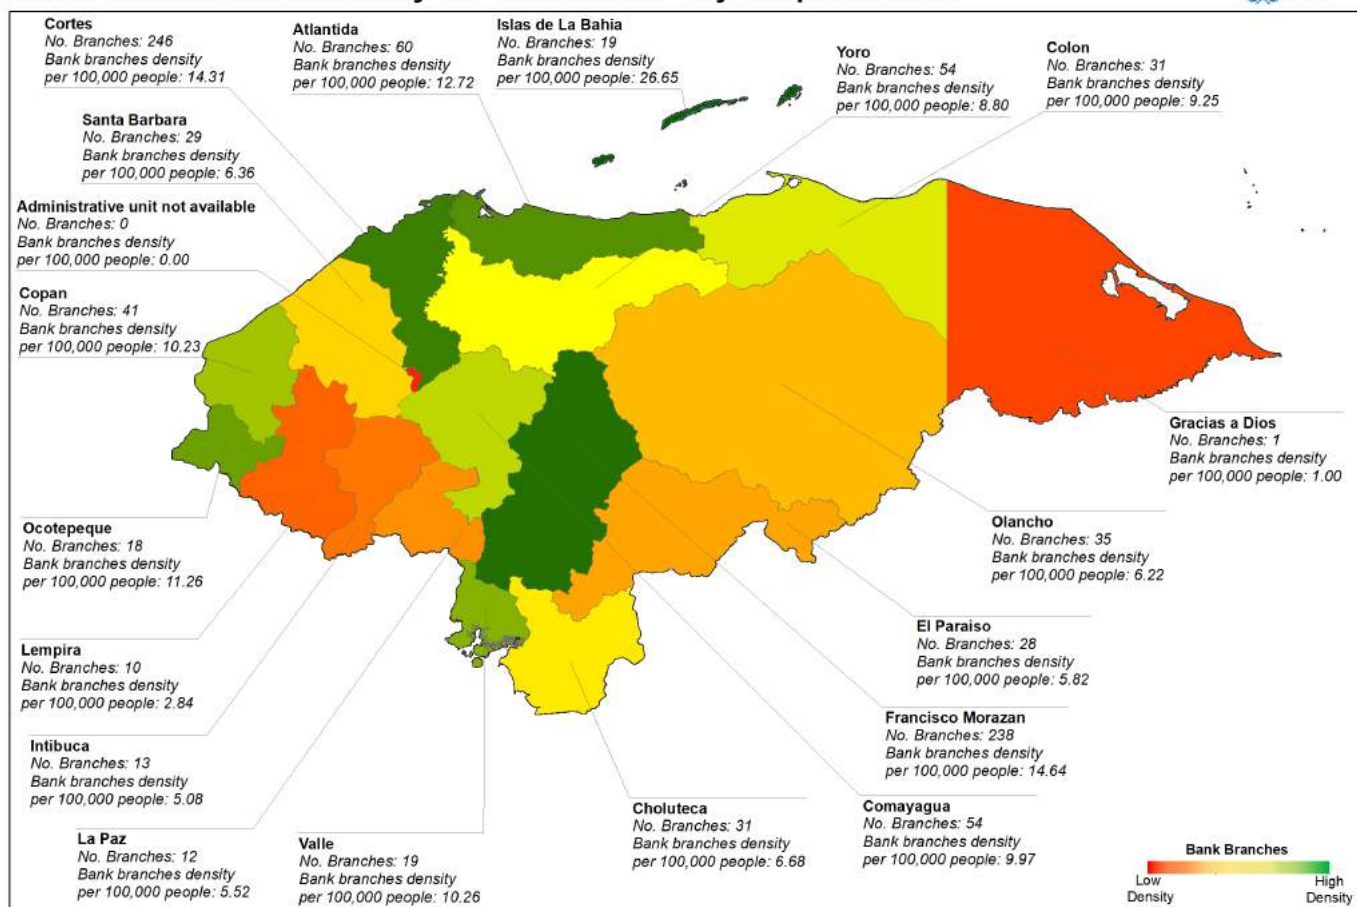 Cortes
No. Branches: 246
Bank branches density
per 100,000 people: 14.31
Atlantida
No. Branches: 60
Bank branches density
per 100,000 people: 12.72
Islas de La Bahia
No. Branches: 19
Bank branches density
per 100,000 people: 26.65
Yoro
No. Branches: 54
Bank branches density
per 100,000 people: 8.80
Colon
No. Branches: 31
Bank branches density
per 100,000 people: 9.25
Santa Barbara
No. Branches: 29
Bank branches density
per 100,000 people: 6.36
Administrative unit not available
No. Branches: 0
Bank branches density
per 100,000 people: 0.00
Copan
No. Branches: 41
Bank branches density
per 100,000 people: 10.23
Gracias a Dios
No. Branches: 1
Bank branches density
per 100,000 people: 1.00
Ocotepeque
No. Branches: 18
Bank branches density
per 100,000 people: 11.26
Olancho
No. Branches: 35
Bank branches density
per 100,000 people: 6.22
Lempira
No. Branches: 10
Bank branches density
per 100,000 people: 2.84
El Paraiso
No. Branches: 28
Bank branches density
per 100,000 people: 5.82
Intibuca
No. Branches: 13
Bank branches density
per 100,000 people: 5.08
Francisco Morazan
No. Branches: 238
Bank branches density
per 100,000 people: 14.64
La Paz
No. Branches: 12
Bank branches density
per 100,000 people: 5.52
Valle
No. Branches: 19
Bank branches density
per 100,000 people: 10.26
Choluteca
No. Branches: 31
Bank branches density
per 100,000 people: 6.68
Comayagua
No. Branches: 54
Bank branches density
per 100,000 people: 9.97
Bank Branches
Low
Density
High
Density